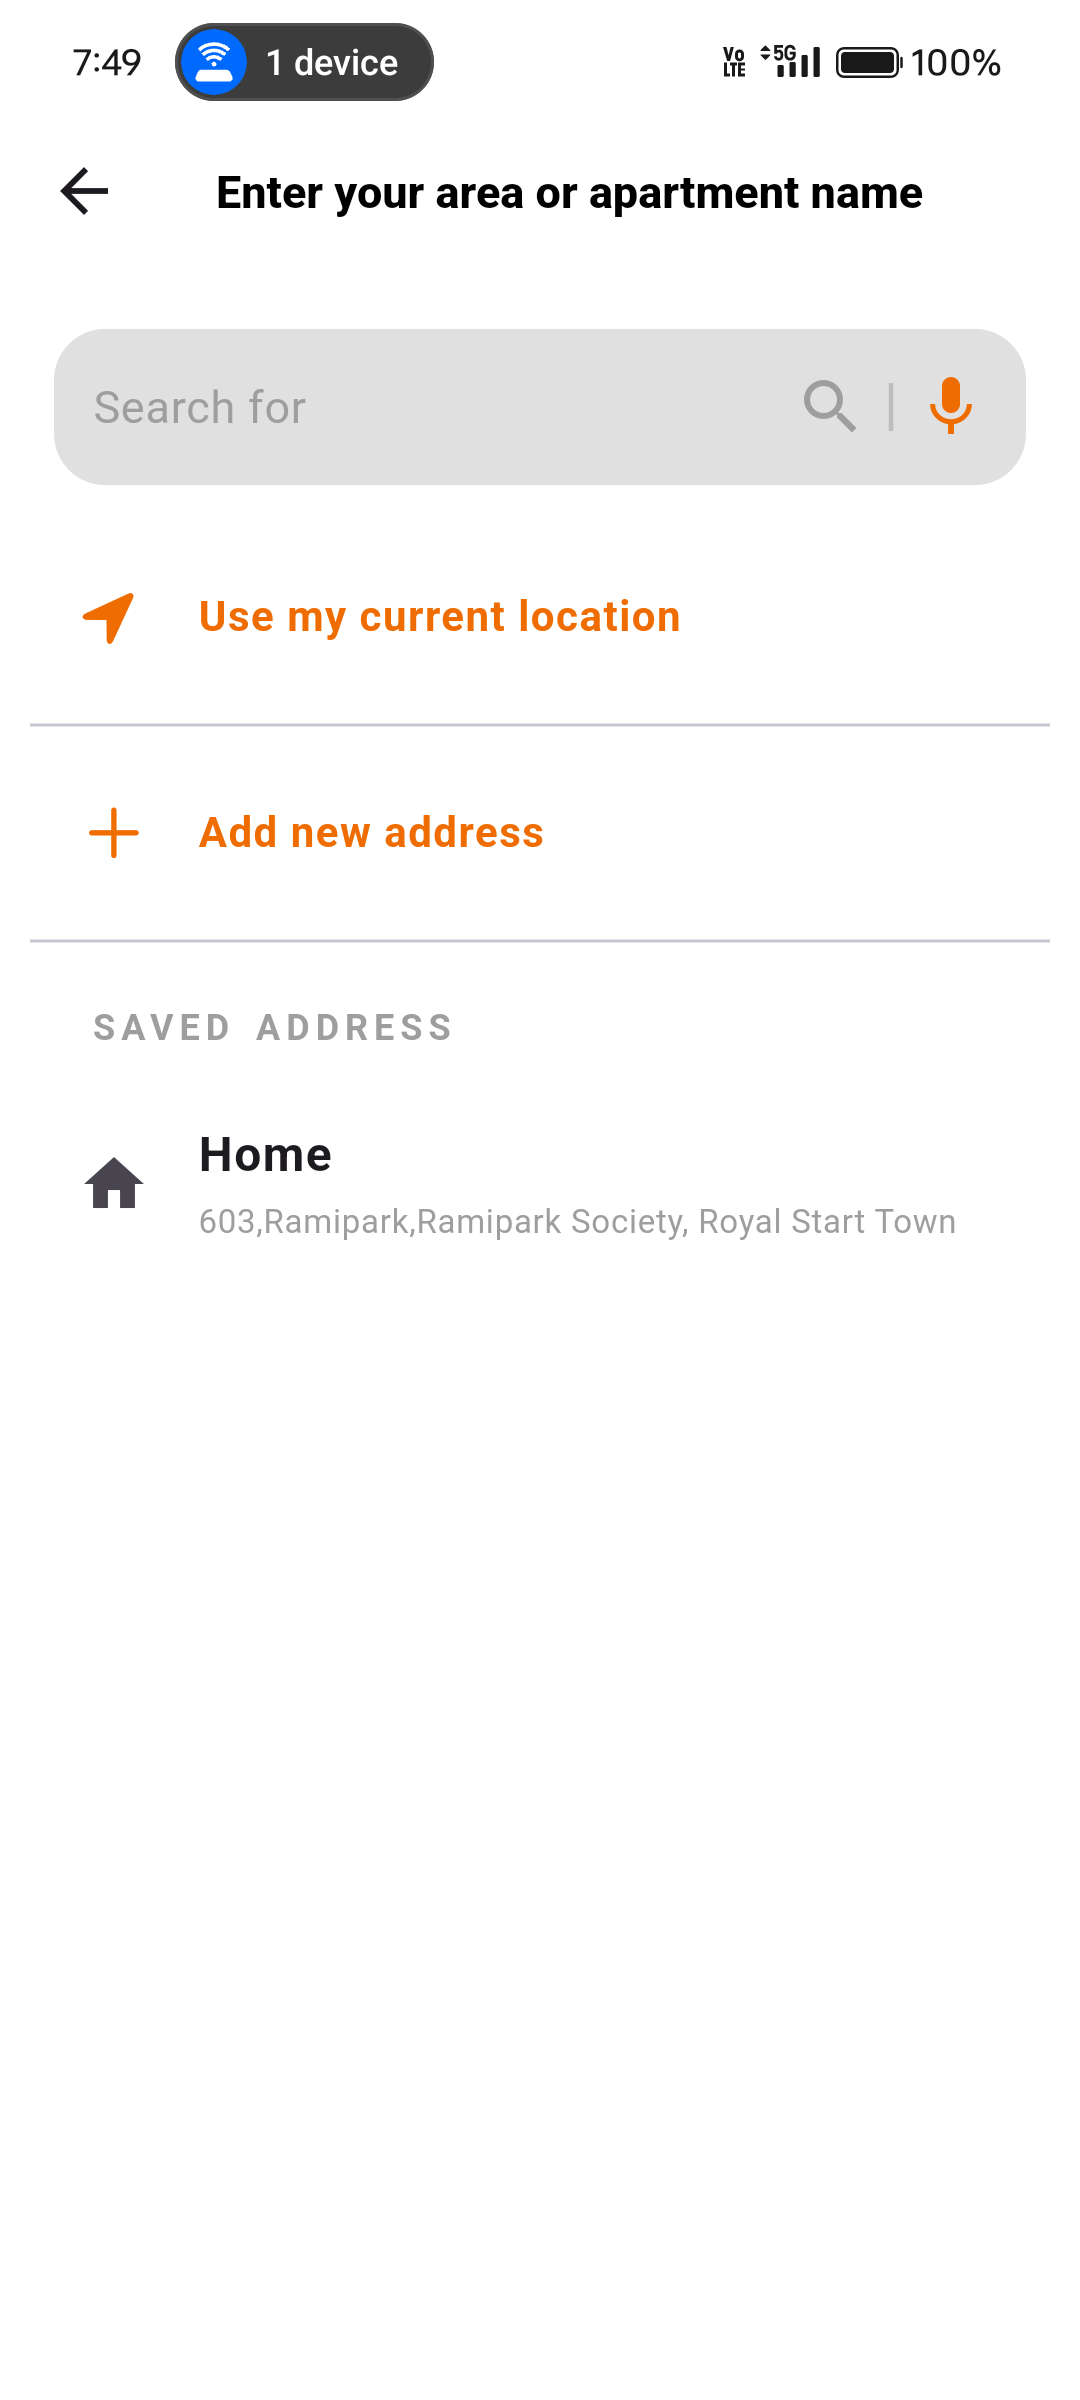 7:49
1 device
Vo
LTE
5G
100%
Enter your area or apartment name
Search for
Use my current location
Add new address
SAVED ADDRESS
Home
603,Ramipark,Ramipark Society, Royal Start Town